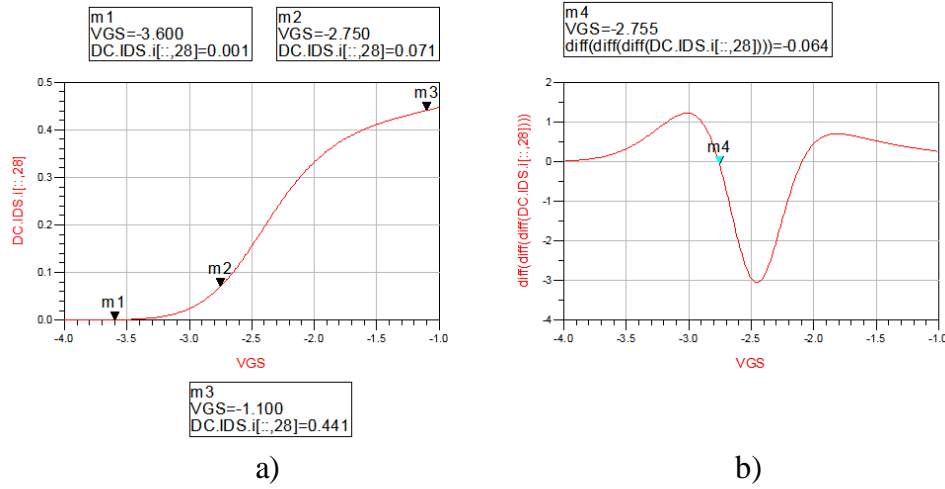 m1
VGS=-3.600
DC.IDS.i[::,28]=0.001
m2
VGS=-2.750
DC.IDS.i[::,28]=0.071
m4
VGS=-2.755
diff(diff(diff(DC.IDS.i[::,28])))=-0.064
DC.IDS.i[::,28]
0.5
0.4
0.3
0.2
0.1
0.0
m1
m2
m3
-4.0
-3.5
-3.0
-2.5
-2.0
-1.5
-1.0
VGS
m3
VGS=-1.100
DC.IDS.i[::,28]=0.441
a)
diff(diff(diff(DC.IDS.i[::,28])))
2
1
0
-1
-2
-3
-4
m4
-4.0
-3.5
-3.0
-2.5
-2.0
-1.5
-1.0
VGS
b)